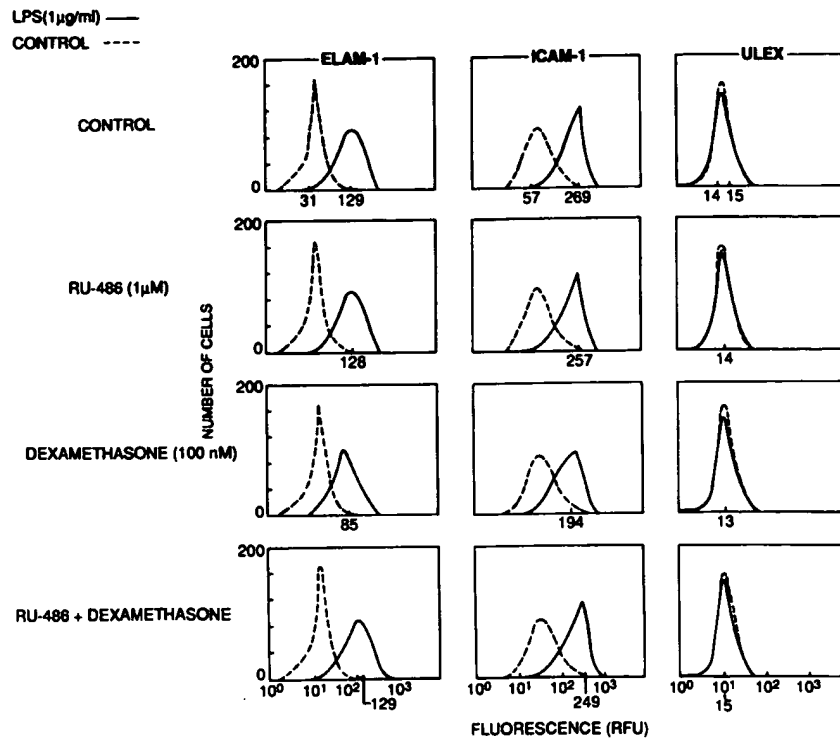 LPS(1µg/ml)
CONTROL
ELAM-1
ICAM-1
ULEX
NUMBER OF CELLS
CONTROL
200
0
31 129
57 269
14 15
RU-486 (1µM)
200
0
128
257
14
DEXAMETHASONE (100 nM)
200
0
85
194
13
RU-486 + DEXAMETHASONE
200
0
10⁰ 10¹ 10² 10³
129
10⁰ 10¹ 10² 10³
249
10⁰ 10¹ 10² 10³
15
FLUORESCENCE (RFU)